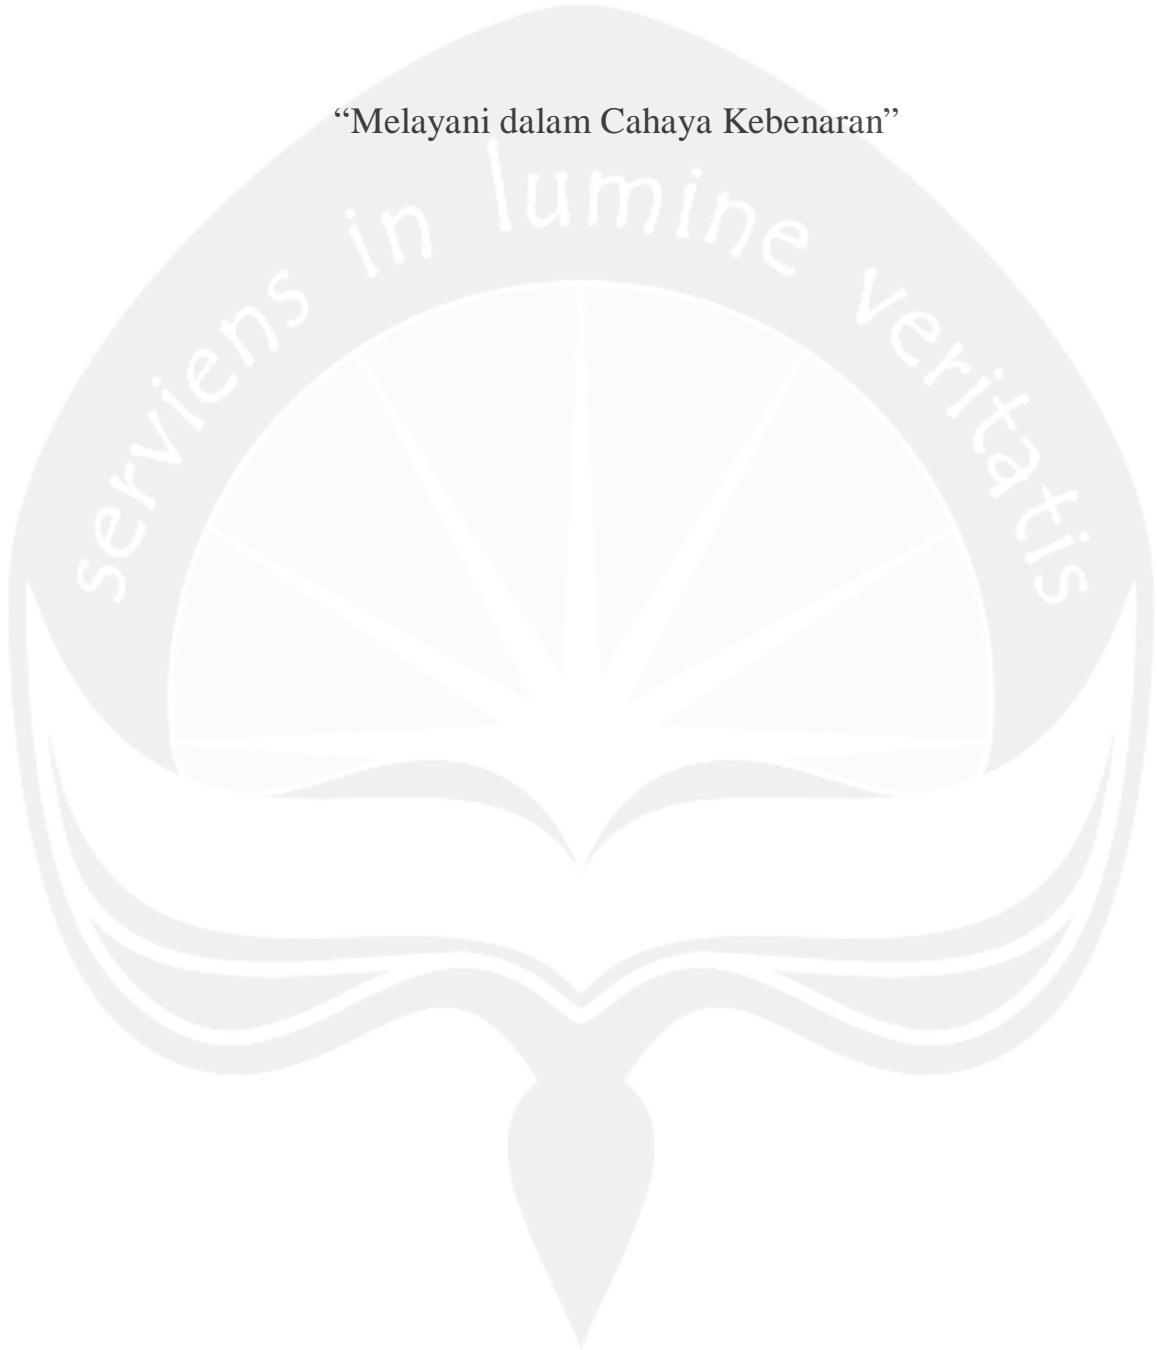 “Melayani dalam Cahaya Kebenaran”
serviens in lumine veritatis